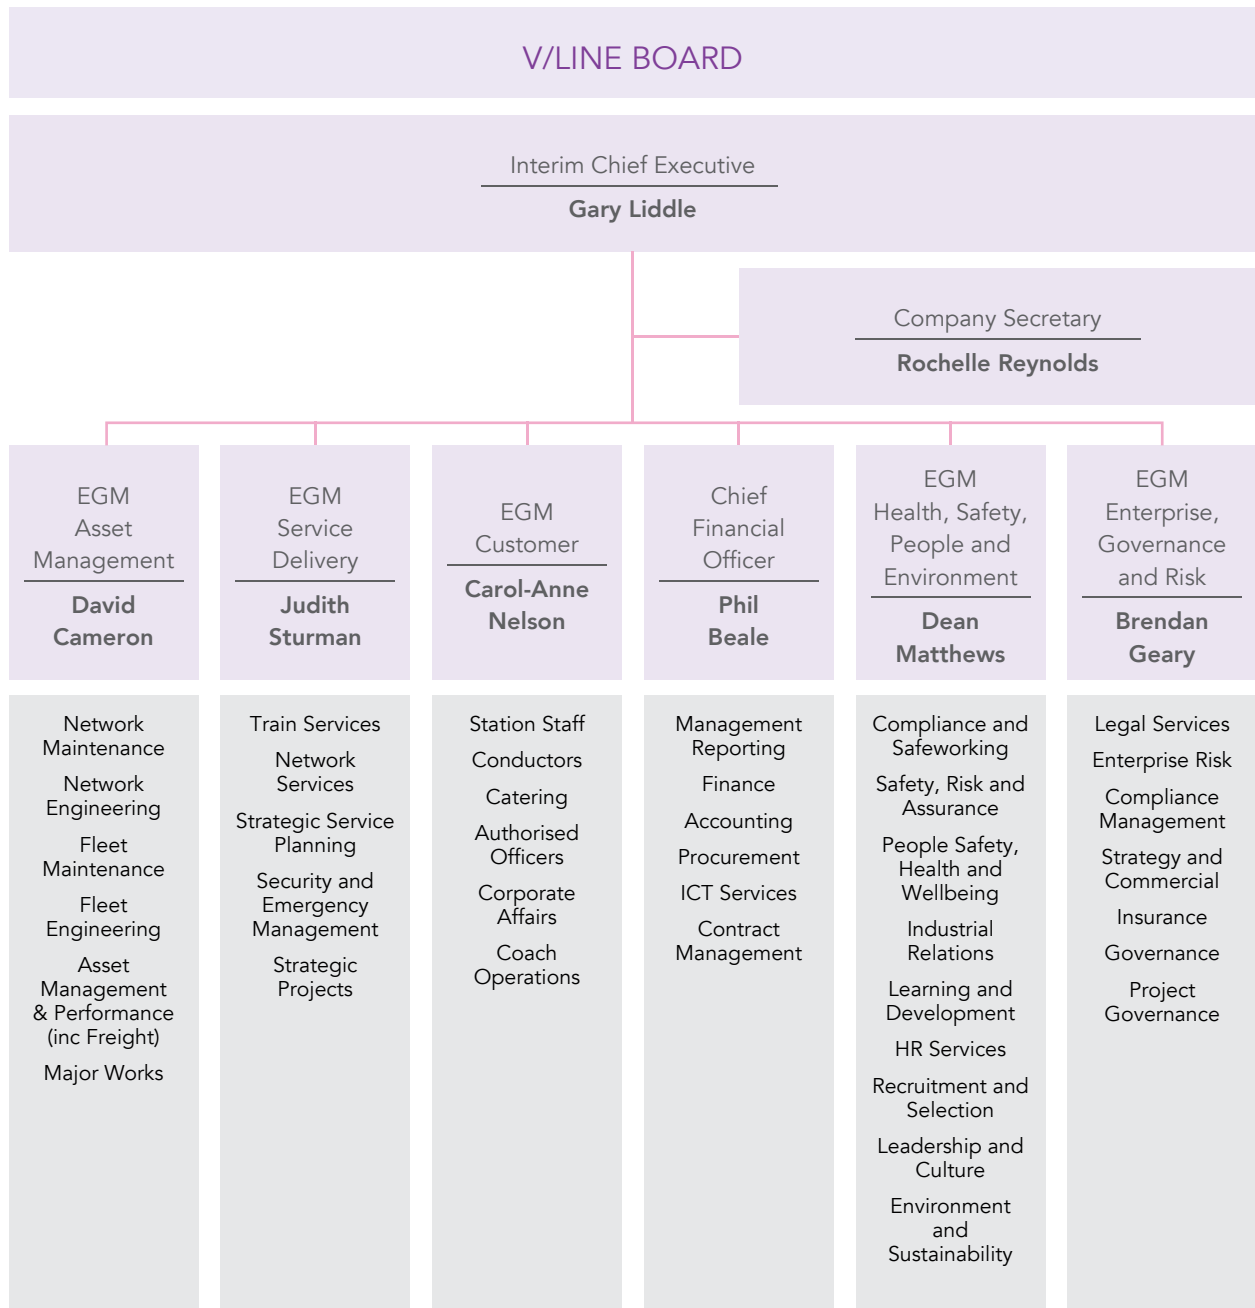 V/LINE BOARD
Interim Chief Executive
Gary Liddle
Company Secretary
Rochelle Reynolds
EGM
Asset
Management
David
Cameron
Network
Maintenance
Network
Engineering
Fleet
Maintenance
Fleet
Engineering
Asset
Management
& Performance
(inc Freight)
Major Works
EGM
Service
Delivery
Judith
Sturman
Train Services
Network
Services
Strategic Service
Planning
Security and
Emergency
Management
Strategic
Projects
EGM
Customer
Carol-Anne
Nelson
Station Staff
Conductors
Catering
Authorised
Officers
Corporate
Affairs
Coach
Operations
Chief
Financial
Officer
Phil
Beale
Management
Reporting
Finance
Accounting
Procurement
ICT Services
Contract
Management
EGM
Health, Safety,
People and
Environment
Dean
Matthews
Compliance and
Safeworking
Safety, Risk and
Assurance
People Safety,
Health and
Wellbeing
Industrial
Relations
Learning and
Development
HR Services
Recruitment and
Selection
Leadership and
Culture
Environment
and
Sustainability
EGM
Enterprise,
Governance
and Risk
Brendan
Geary
Legal Services
Enterprise Risk
Compliance
Management
Strategy and
Commercial
Insurance
Governance
Project
Governance